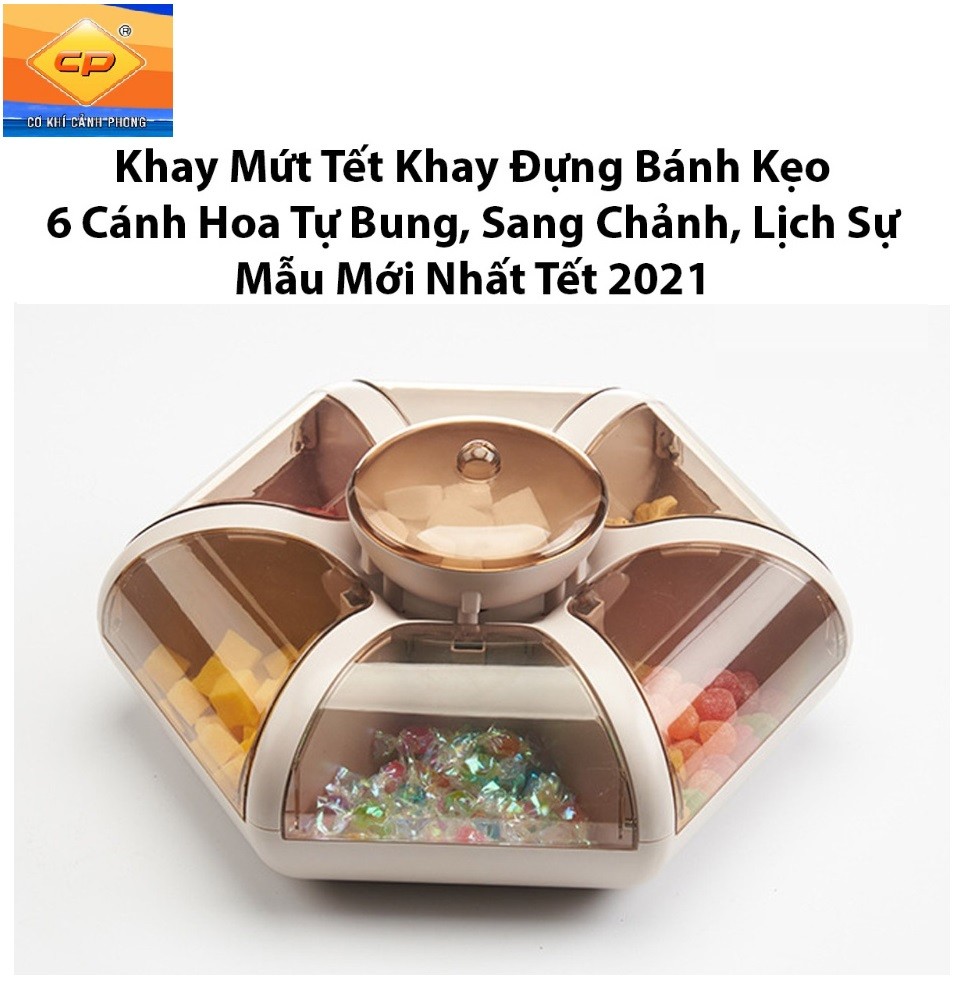 CP ®
CƠ KHÍ CẢNH PHONG
Khay Mứt Tết Khay Đựng Bánh Kẹo
6 Cánh Hoa Tự Bung, Sang Chảnh, Lịch Sự
Mẫu Mới Nhất Tết 2021